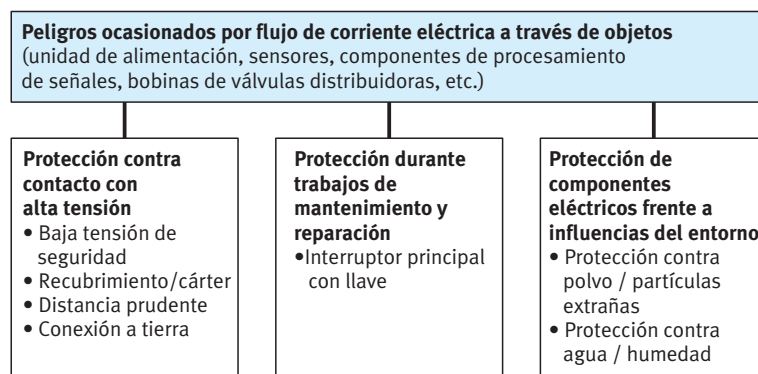 Peligros ocasionados por flujo de corriente eléctrica a través de objetos
(unidad de alimentación, sensores, componentes de procesamiento
de señales, bobinas de válvulas distribuidoras, etc.)
Protección contra
contacto con
alta tensión
• Baja tensión de
seguridad
• Recubrimiento/cárter
• Distancia prudente
• Conexión a tierra
Protección durante
trabajos de
mantenimiento y
reparación
•Interruptor principal
con llave
Protección de
componentes
eléctricos frente a
influencias del entorno
• Protección contra
polvo / partículas
extrañas
• Protección contra
agua / humedad